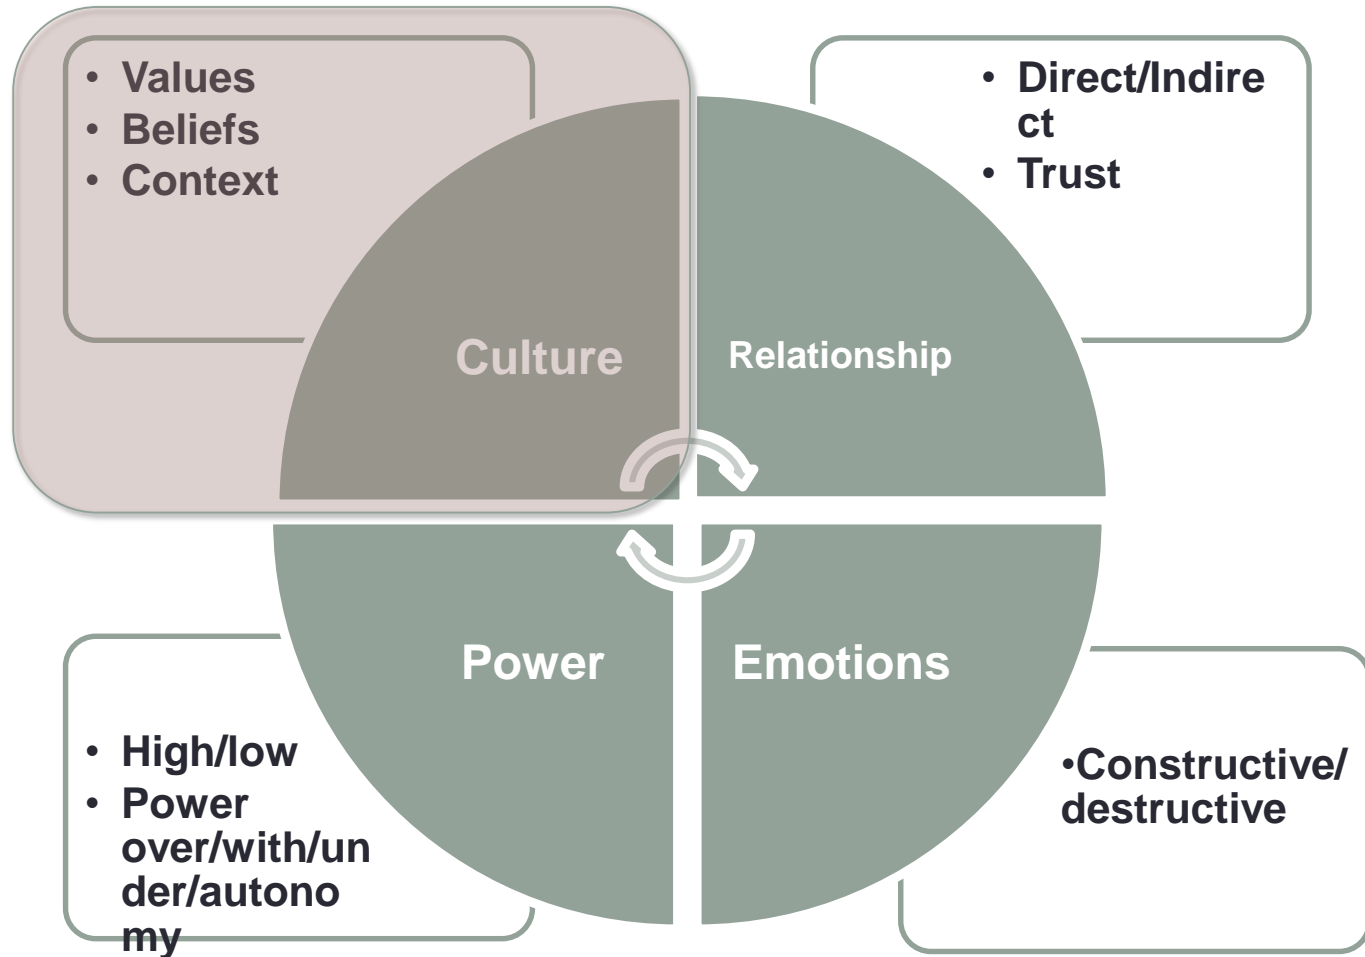 • Values
• Beliefs
• Context
Culture
• Direct/Indire
ct
• Trust
Relationship
• High/low
• Power
over/with/un
der/autono
my
Power
Emotions
•Constructive/
destructive